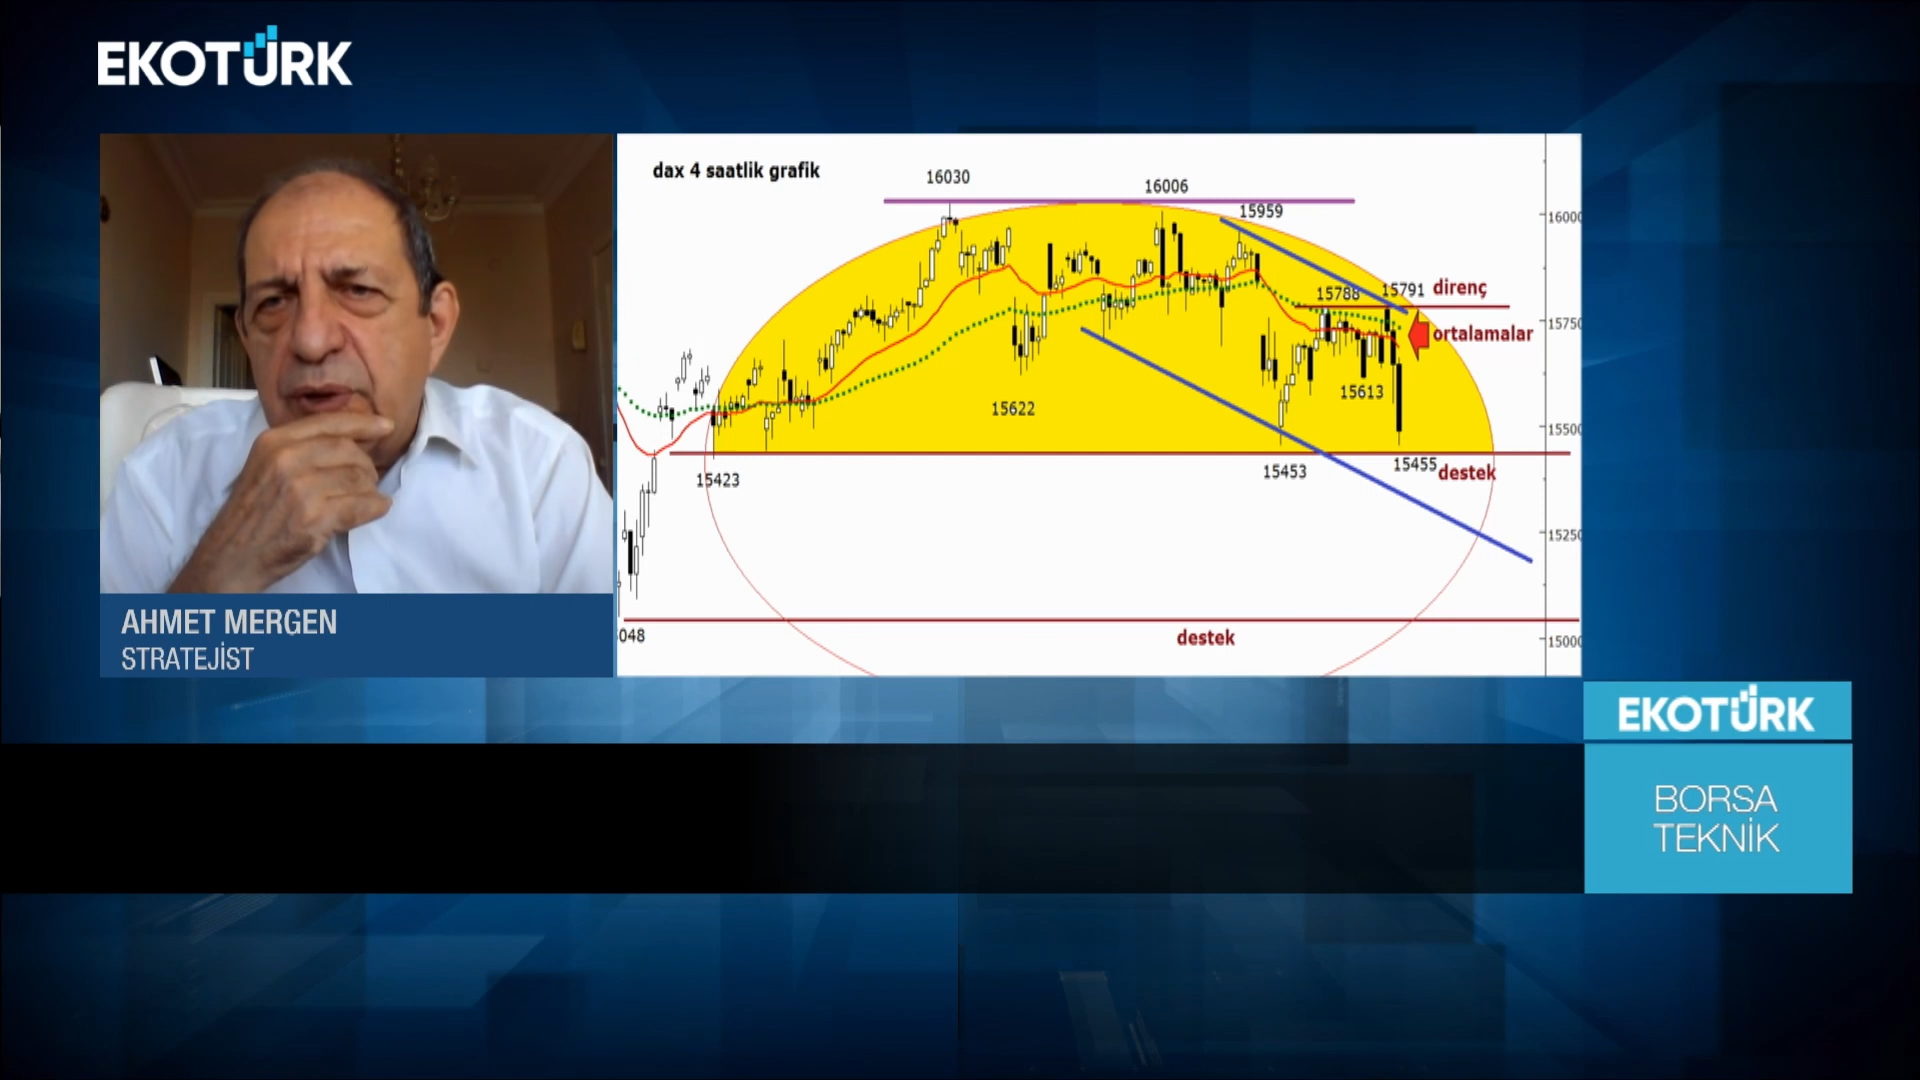 EKOTÜRK
dax 4 saatlik grafik
16030
16006
15959
16000
15788
15791
direnç
15750
ortalamalar
15613
15622
15500
15423
15453
15455
destek
15250
048
destek
15000
AHMET MERGEN
STRATEJİST
EKOTÜRK
BORSA
TEKNİK